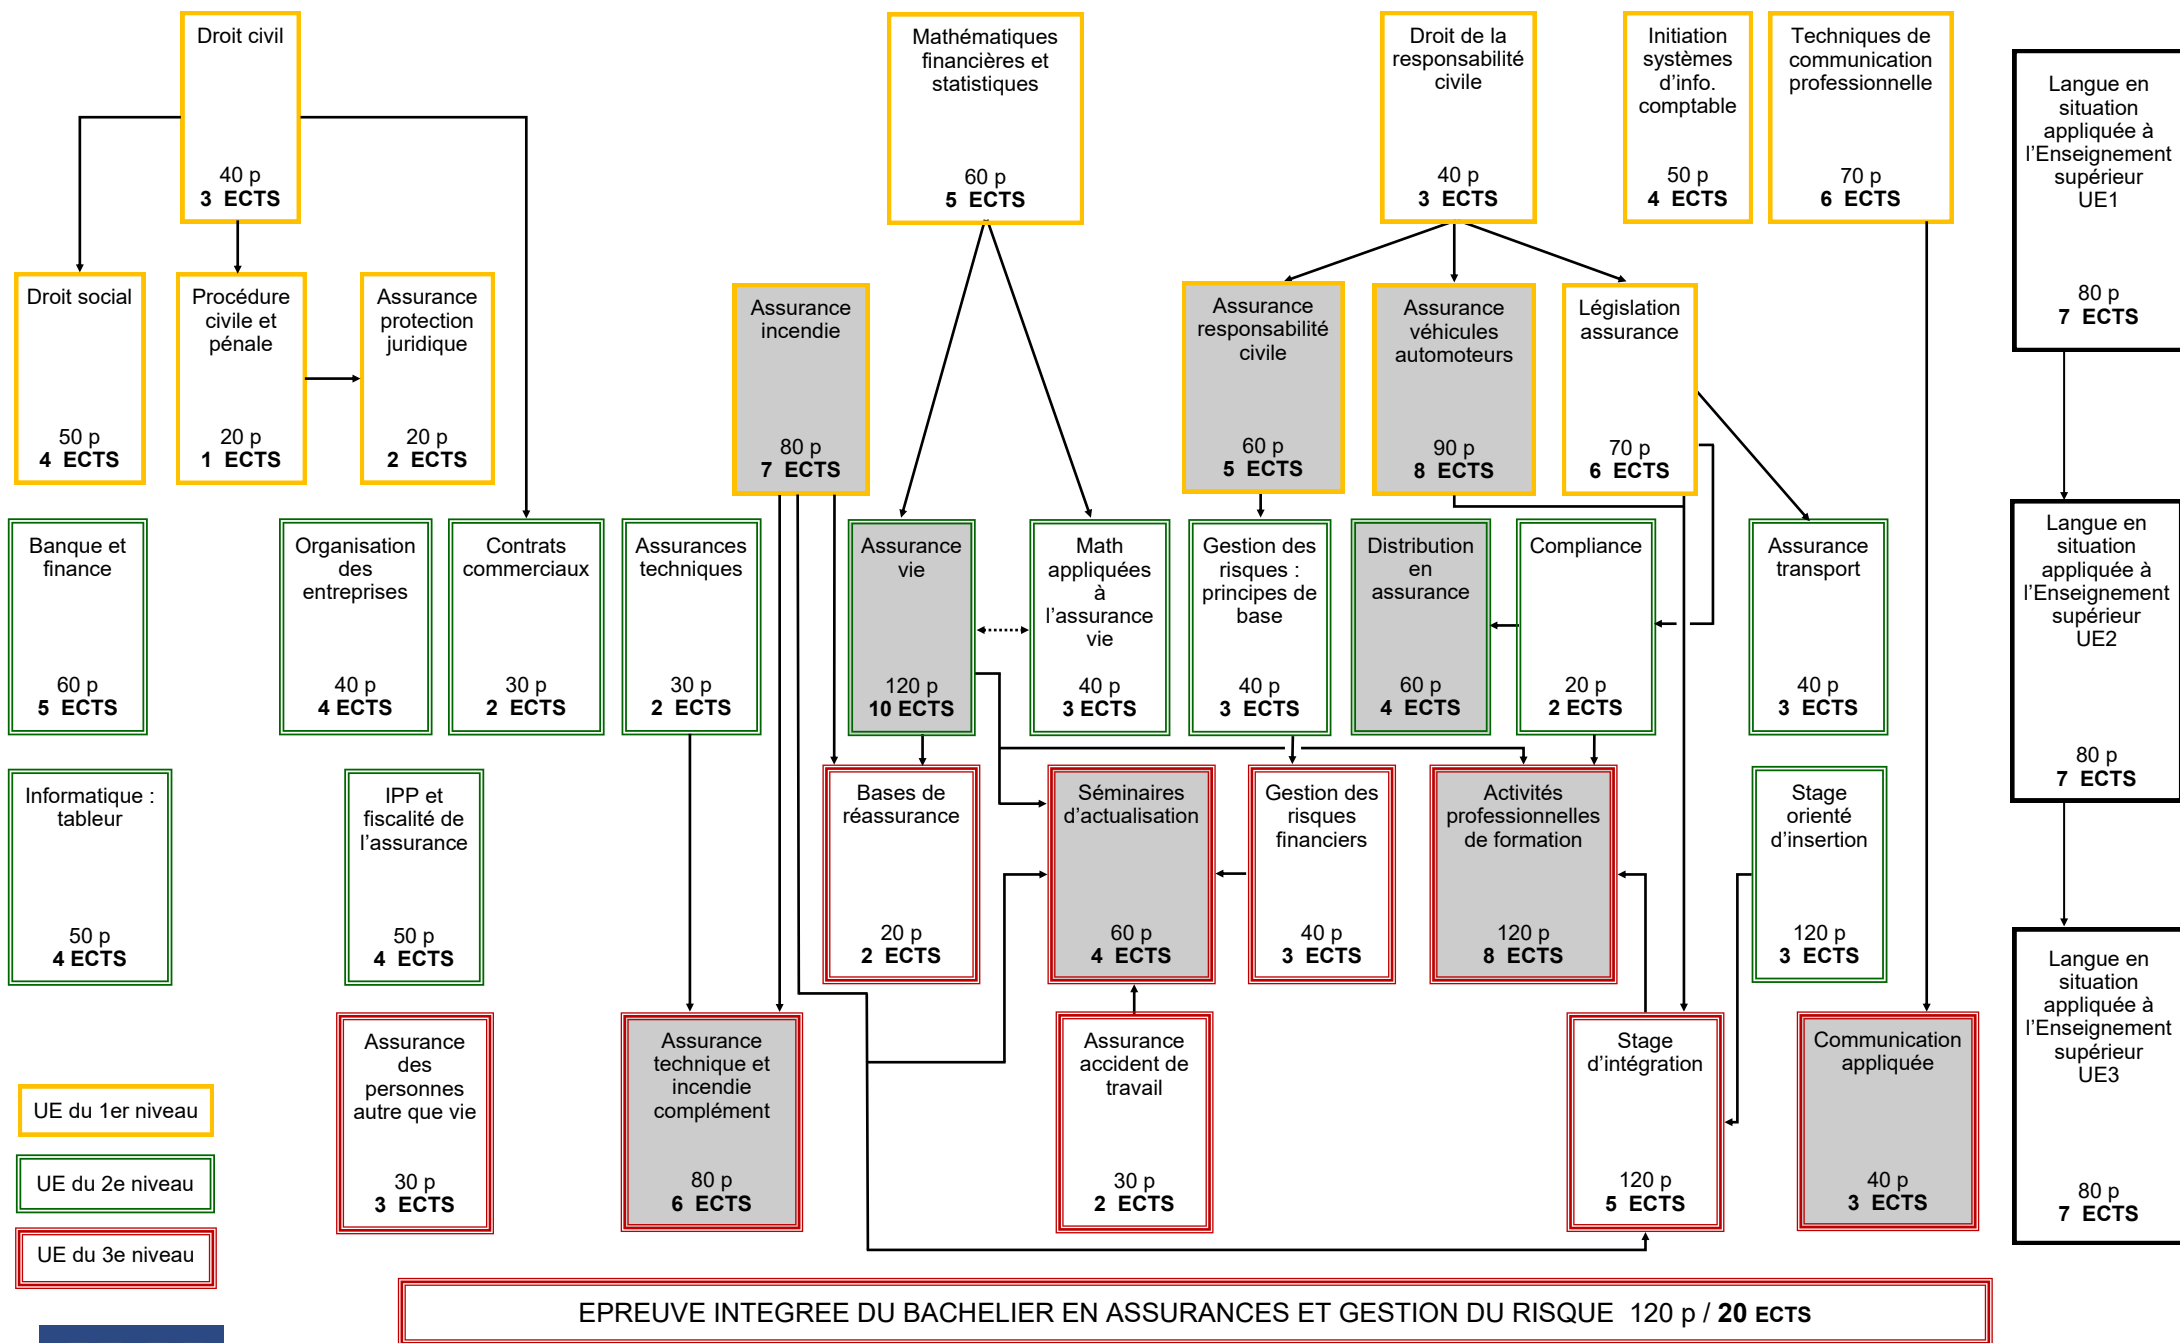 Droit civil
40 p
3 ECTS
Mathématiques
financières et
statistiques
60 p
5 ECTS
Droit de la
responsabilité
civile
40 p
3 ECTS
Initiation
systèmes
d'info.
comptable
50 p
4 ECTS
Techniques de
communication
professionnelle
70 p
6 ECTS
Langue en
situation
appliquée à
l'Enseignement
supérieur
UE1
80 p
7 ECTS
Droit social
50 p
4 ECTS
Procédure
civile et
pénale
20 p
1 ECTS
Assurance
protection
juridique
20 p
2 ECTS
Assurance
incendie
80 p
7 ECTS
Assurance
responsabilité
civile
60 p
5 ECTS
Assurance
véhicules
automoteurs
90 p
8 ECTS
Législation
assurance
70 p
6 ECTS
Banque et
finance
60 p
5 ECTS
Organisation
des
entreprises
40 p
4 ECTS
Contrats
commerciaux
30 p
2 ECTS
Assurances
techniques
30 p
2 ECTS
Assurance
vie
120 p
10 ECTS
Math
appliquées
à
l'assurance
vie
40 p
3 ECTS
Gestion des
risques :
principes de
base
40 p
3 ECTS
Distribution
en
assurance
60 p
4 ECTS
Compliance
20 p
2 ECTS
Assurance
transport
40 p
3 ECTS
Langue en
situation
appliquée à
l'Enseignement
supérieur
UE2
80 p
7 ECTS
Informatique :
tableur
50 p
4 ECTS
IPP et
fiscalité de
l'assurance
50 p
4 ECTS
Bases de
réassurance
20 p
2 ECTS
Séminaires
d'actualisation
60 p
4 ECTS
Gestion des
risques
financiers
40 p
3 ECTS
Activités
professionnelles
de formation
120 p
8 ECTS
Stage
orienté
d'insertion
120 p
3 ECTS
Langue en
situation
appliquée à
l'Enseignement
supérieur
UE3
80 p
7 ECTS
Assurance
des
personnes
autre que vie
30 p
3 ECTS
Assurance
technique et
incendie
complément
80 p
6 ECTS
Assurance
accident de
travail
30 p
2 ECTS
Stage
d'intégration
120 p
5 ECTS
Communication
appliquée
40 p
3 ECTS
UE du 1er niveau
UE du 2e niveau
UE du 3e niveau
EPREUVE INTEGREE DU BACHELIER EN ASSURANCES ET GESTION DU RISQUE 120 p / 20 ECTS